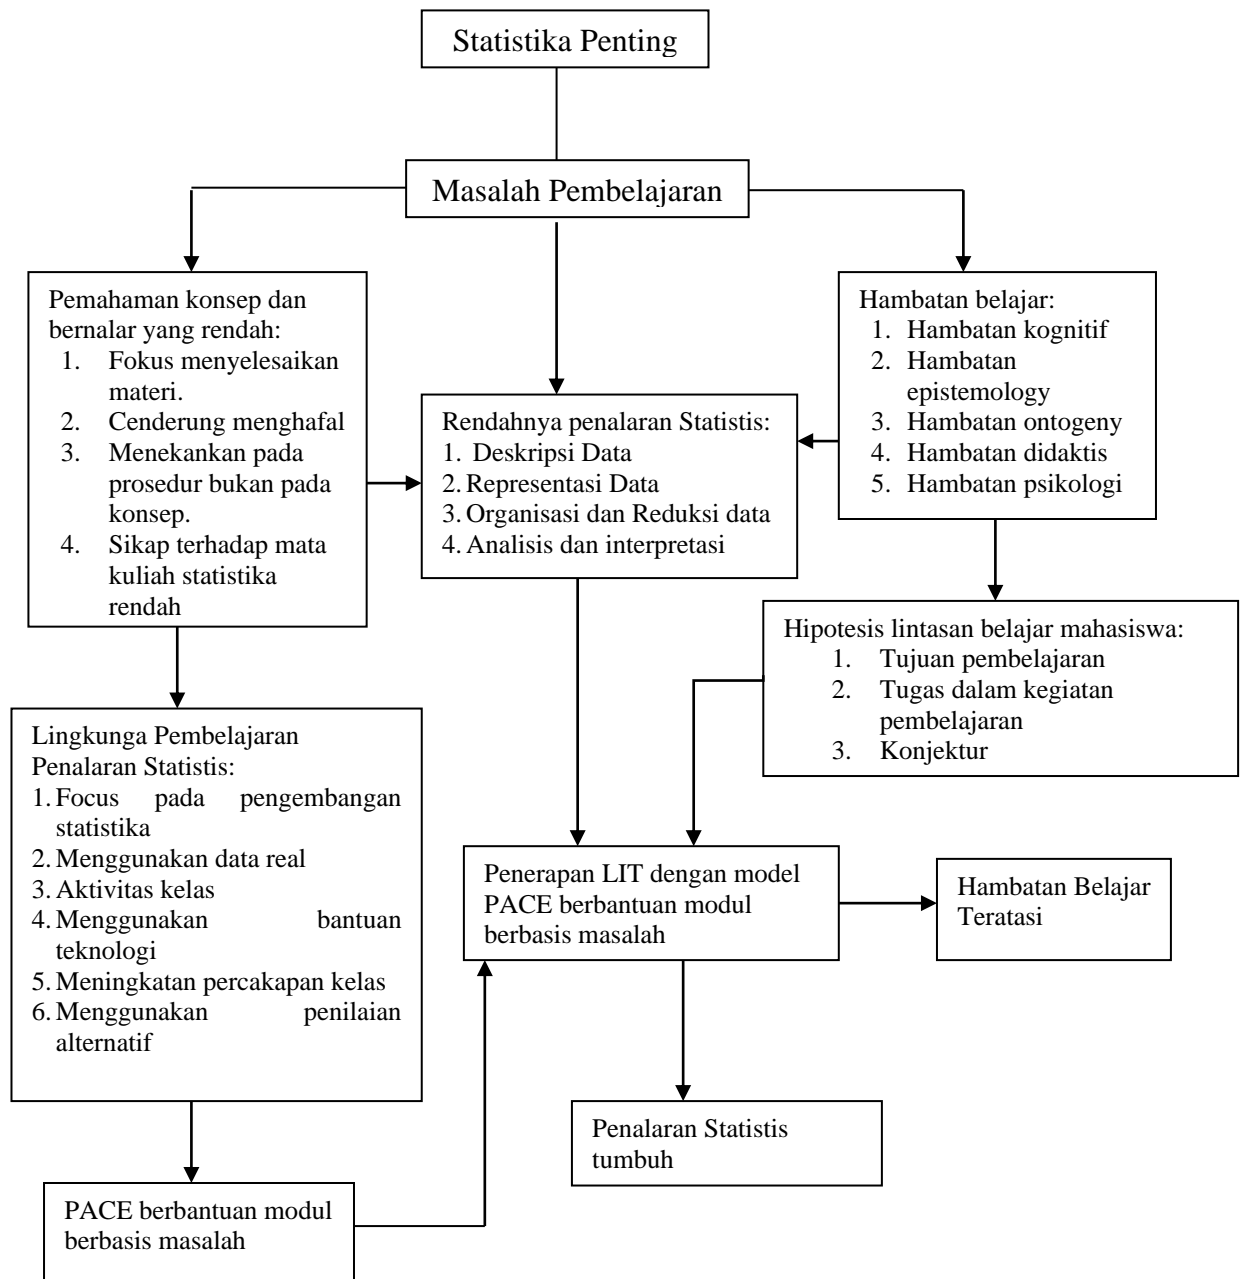 Statistika Penting
Masalah Pembelajaran
Pemahaman konsep dan
bernalar yang rendah:
1. Fokus menyelesaikan
materi.
2. Cenderung menghafal
3. Menekankan pada
prosedur bukan pada
konsep.
4. Sikap terhadap mata
kuliah statistika
rendah
Hambatan belajar:
1. Hambatan kognitif
2. Hambatan
epistemology
3. Hambatan ontogeny
4. Hambatan didaktis
5. Hambatan psikologi
Rendahnya penalaran Statistis:
1. Deskripsi Data
2. Representasi Data
3. Organisasi dan Reduksi data
4. Analisis dan interpretasi
Hipotesis lintasan belajar mahasiswa:
1. Tujuan pembelajaran
2. Tugas dalam kegiatan
pembelajaran
3. Konjektur
Lingkunga Pembelajaran
Penalaran Statistis:
1. Focus pada pengembangan
statistika
2. Menggunakan data real
3. Aktivitas kelas
4. Menggunakan bantuan
teknologi
5. Meningkatan percakapan kelas
6. Menggunakan penilaian
alternatif
Penerapan LIT dengan model
PACE berbantuan modul
berbasis masalah
Hambatan Belajar
Teratasi
Penalaran Statistis
tumbuh
PACE berbantuan modul
berbasis masalah